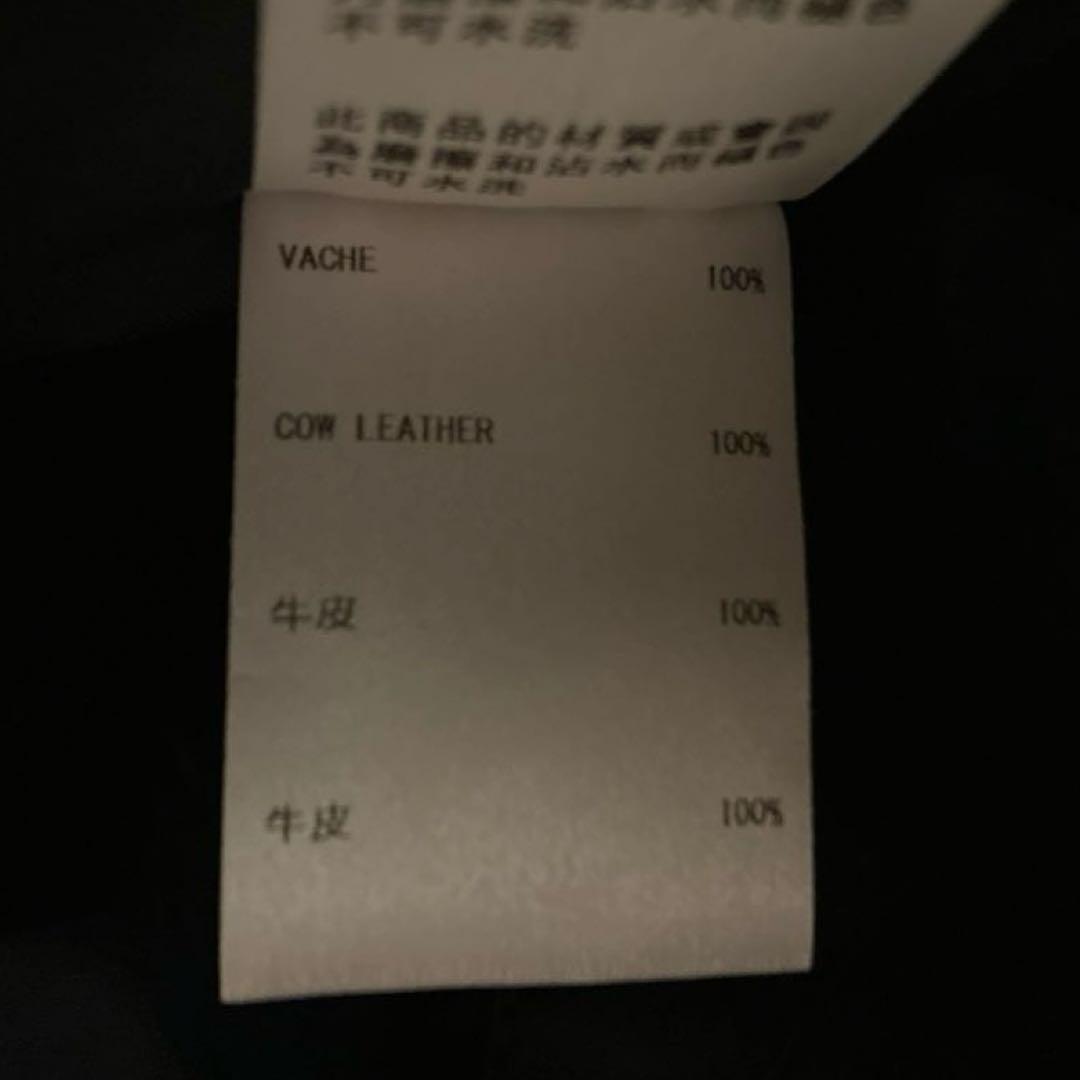 不可水洗
此商品的材質或會因
為磨擦和沾水而褪色
不可水洗
VACHE 100%
COW LEATHER 100%
牛皮 100%
牛皮 100%